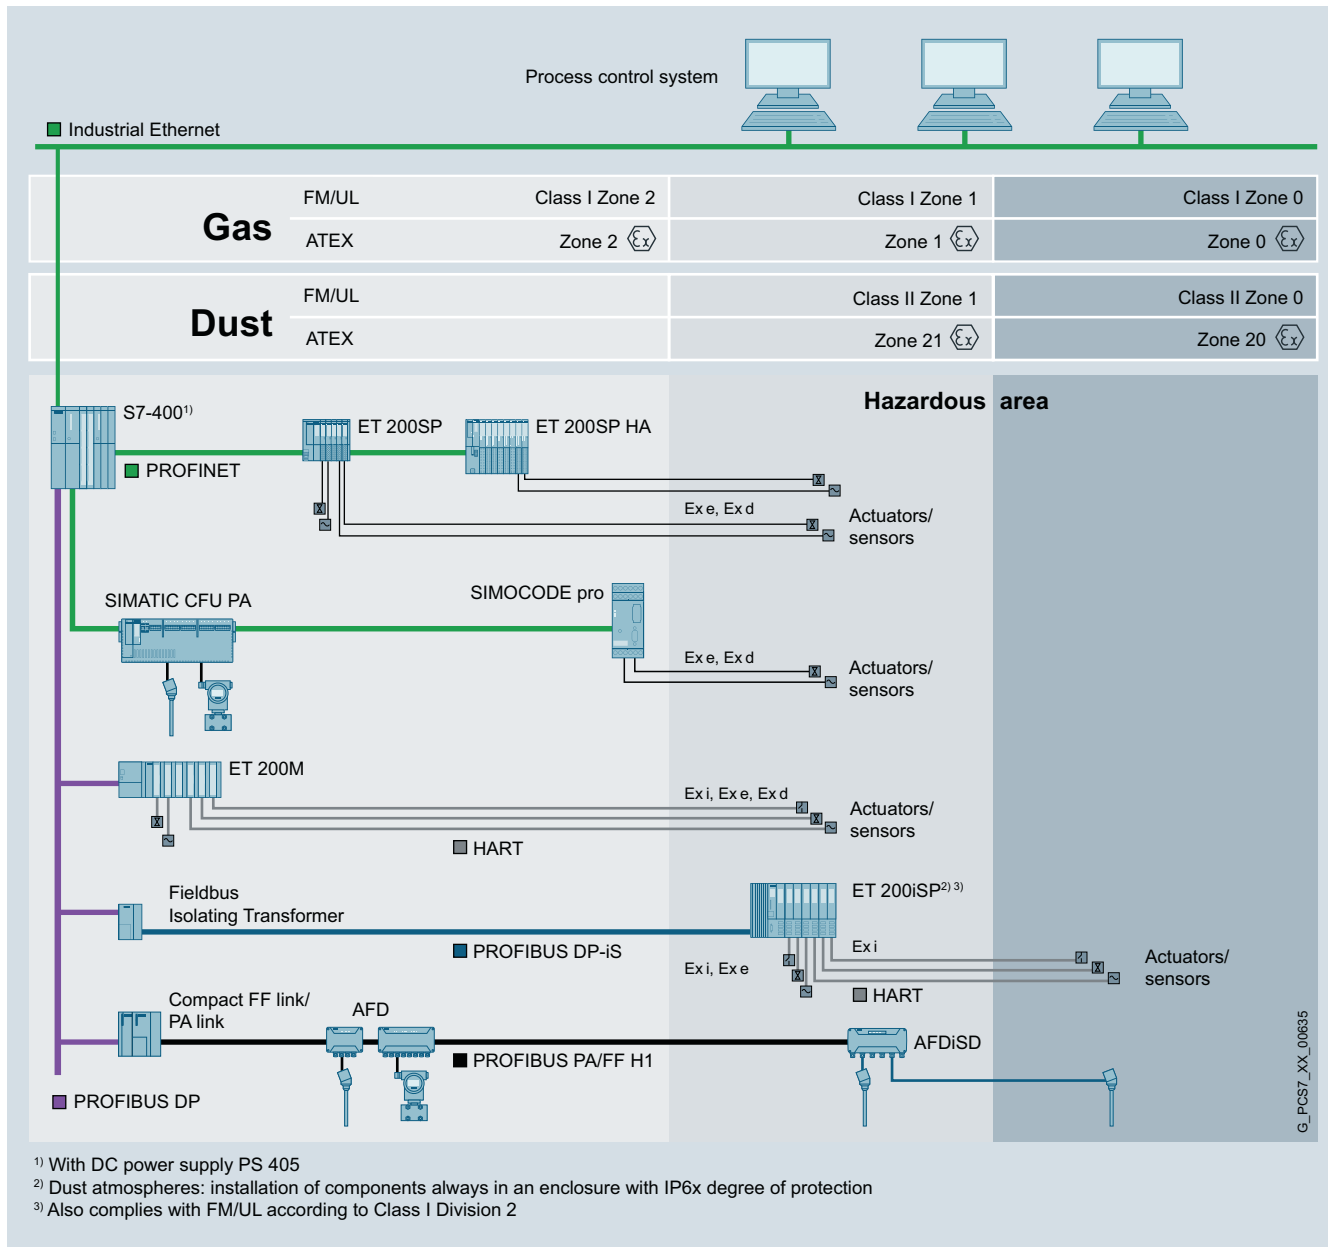 Process control system
Industrial Ethernet
Gas
FM/UL
Class I Zone 2
Class I Zone 1
Class I Zone 0
ATEX
Zone 2 εx
Zone 1 εx
Zone 0 εx
Dust
FM/UL
Class II Zone 1
Class II Zone 0
ATEX
Zone 21 εx
Zone 20 εx
Hazardous area
S7-400¹⁾
ET 200SP
ET 200SP HA
PROFINET
Ex e, Ex d
Actuators/
sensors
SIMATIC CFU PA
SIMOCODE pro
Ex e, Ex d
Actuators/
sensors
ET 200M
Ex i, Ex e, Ex d
Actuators/
sensors
HART
Fieldbus
Isolating Transformer
ET 200iSP²⁾ ³⁾
PROFIBUS DP-iS
Ex i
Ex i, Ex e
HART
Actuators/
sensors
Compact FF link/
PA link
AFD
AFDiSD
PROFIBUS PA/FF H1
PROFIBUS DP
G_PCS7_XX_00635
¹⁾ With DC power supply PS 405
²⁾ Dust atmospheres: installation of components always in an enclosure with IP6x degree of protection
³⁾ Also complies with FM/UL according to Class I Division 2